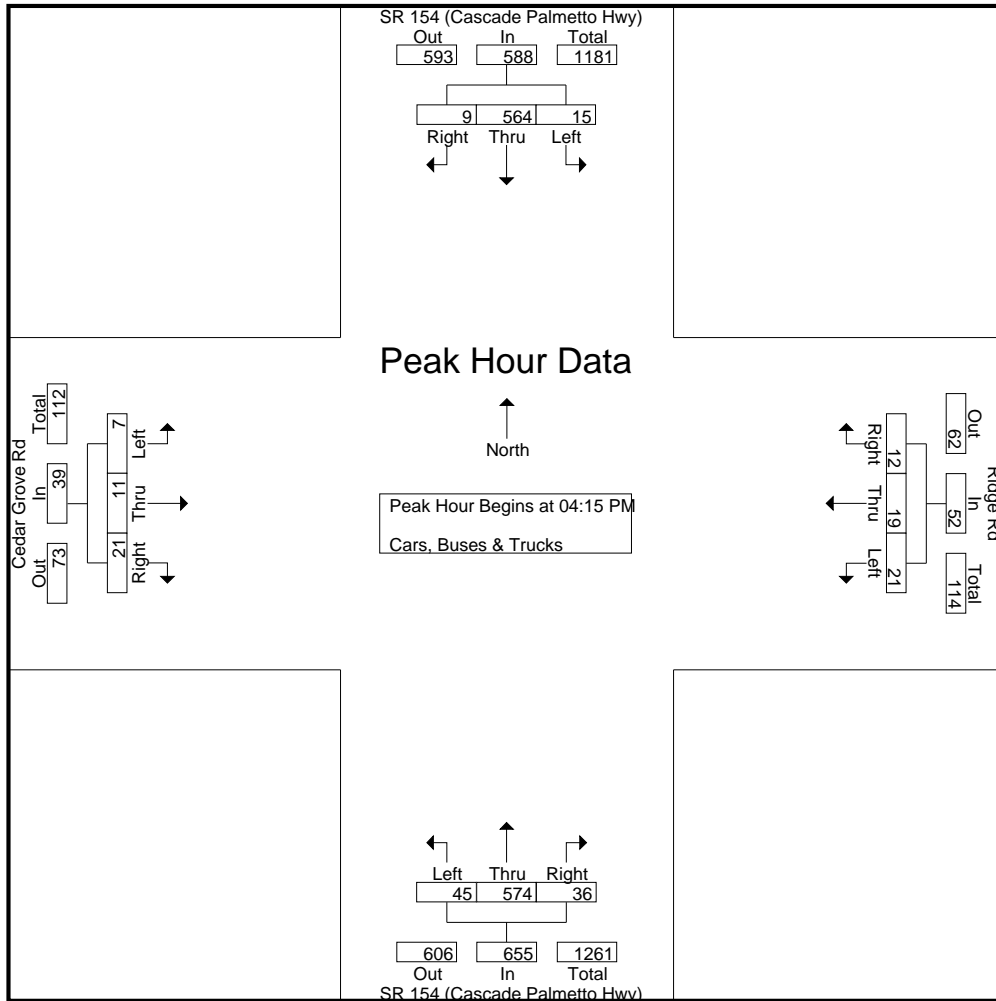 SR 154 (Cascade Palmetto Hwy)
Out In Total
593 588 1181
9 564 15
Right Thru Left
Peak Hour Data
North
Peak Hour Begins at 04:15 PM
Cars, Buses & Trucks
Cedar Grove Rd
Out In Total
73 39 112
21 11 7
Right Thru Left
Ridge Rd
Out In Total
62 52 114
12 19 21
Right Thru Left
Left Thru Right
45 574 36
606 655 1261
Out In Total
SR 154 (Cascade Palmetto Hwy)